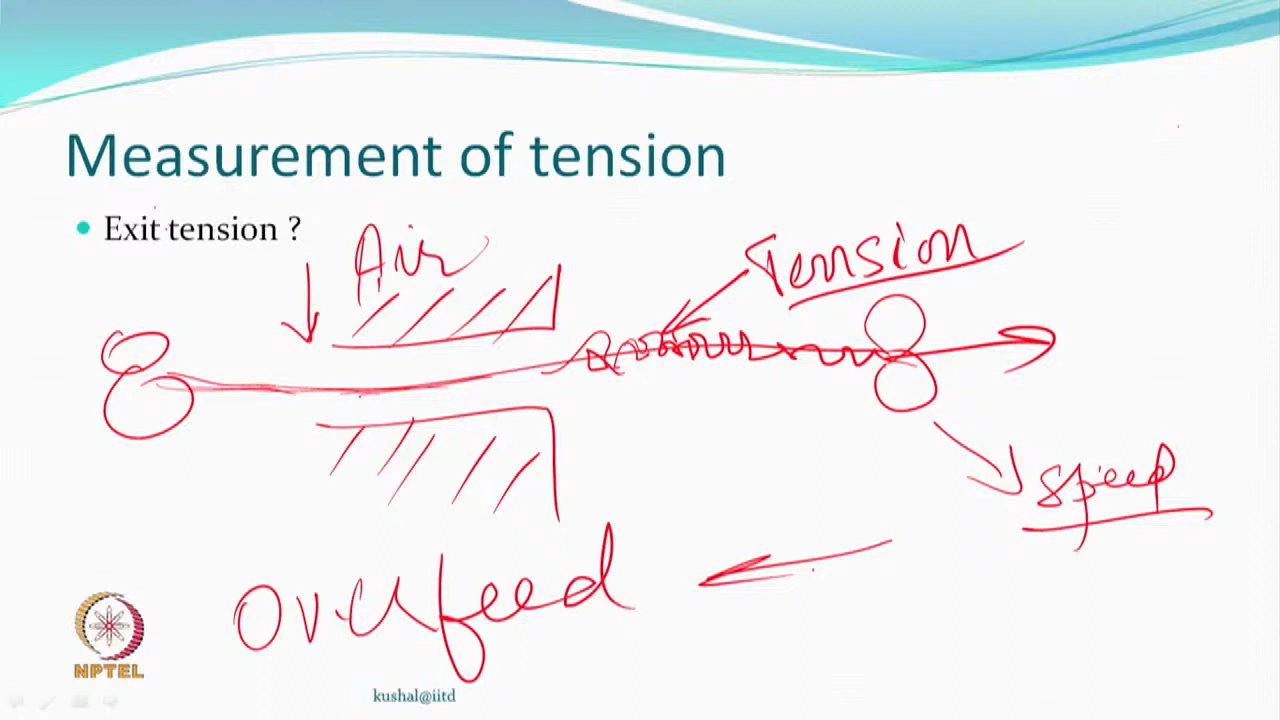 Measurement of tension
Exit tension ?
Air
Tension
Speed
Overfeed
NPTEL
kushal@iitd